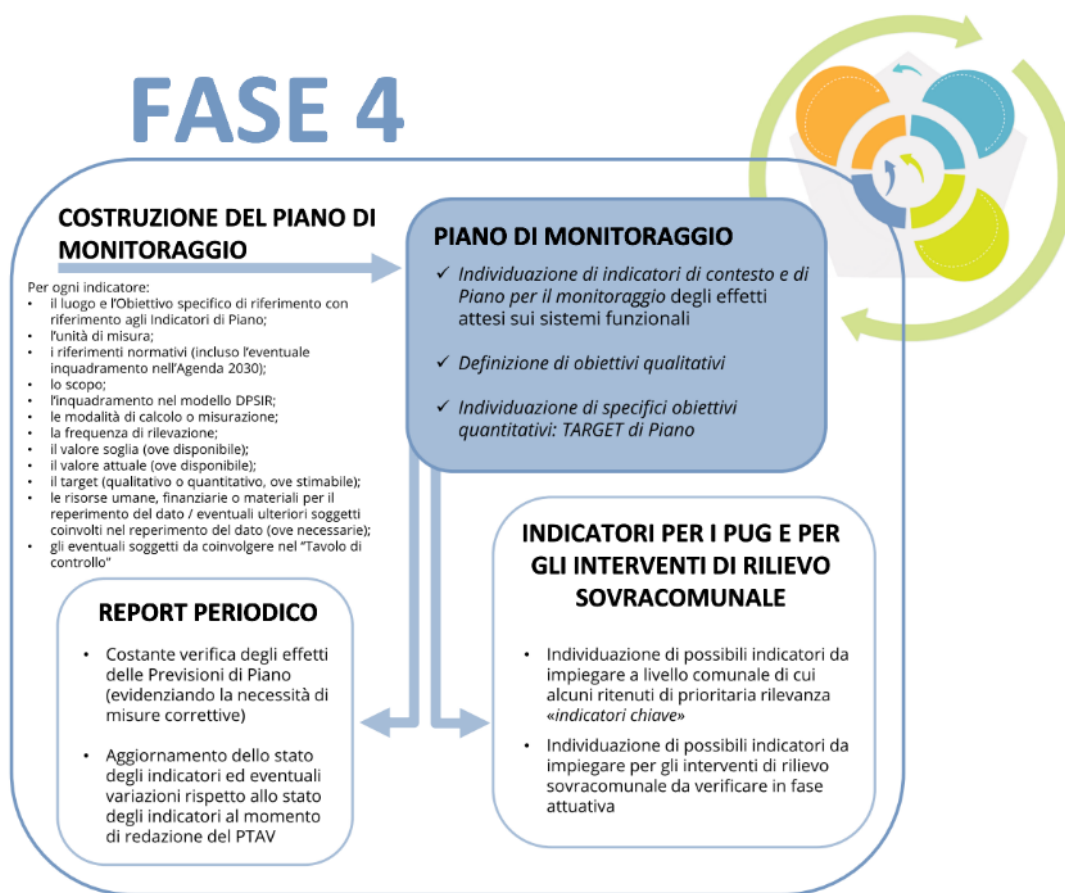 FASE 4
COSTRUZIONE DEL PIANO DI
MONITORAGGIO
Per ogni indicatore:
• il luogo e l'Obiettivo specifico di riferimento con
riferimento agli Indicatori di Piano;
• l'unità di misura;
• i riferimenti normativi (incluso l'eventuale
inquadramento nell'Agenda 2030);
• lo scopo;
• l'inquadramento nel modello DPSIR;
• le modalità di calcolo o misurazione;
• la frequenza di rilevazione;
• il valore soglia (ove disponibile);
• il valore attuale (ove disponibile);
• il target (qualitativo o quantitativo, ove stimabile);
• le risorse umane, finanziarie o materiali per il
reperimento del dato / eventuali ulteriori soggetti
coinvolti nel reperimento del dato (ove necessarie);
• gli eventuali soggetti da coinvolgere nel "Tavolo di
controllo"
PIANO DI MONITORAGGIO
✓ Individuazione di indicatori di contesto e di
Piano per il monitoraggio degli effetti
attesi sui sistemi funzionali
✓ Definizione di obiettivi qualitativi
✓ Individuazione di specifici obiettivi
quantitativi: TARGET di Piano
REPORT PERIODICO
• Costante verifica degli effetti
delle Previsioni di Piano
(evidenziando la necessità di
misure correttive)
• Aggiornamento dello stato
degli indicatori ed eventuali
variazioni rispetto allo stato
degli indicatori al momento
di redazione del PTAV
INDICATORI PER I PUG E PER
GLI INTERVENTI DI RILIEVO
SOVRACOMUNALE
• Individuazione di possibili indicatori da
impiegare a livello comunale di cui
alcuni ritenuti di prioritaria rilevanza
«indicatori chiave»
• Individuazione di possibili indicatori da
impiegare per gli interventi di rilievo
sovracomunale da verificare in fase
attuativa